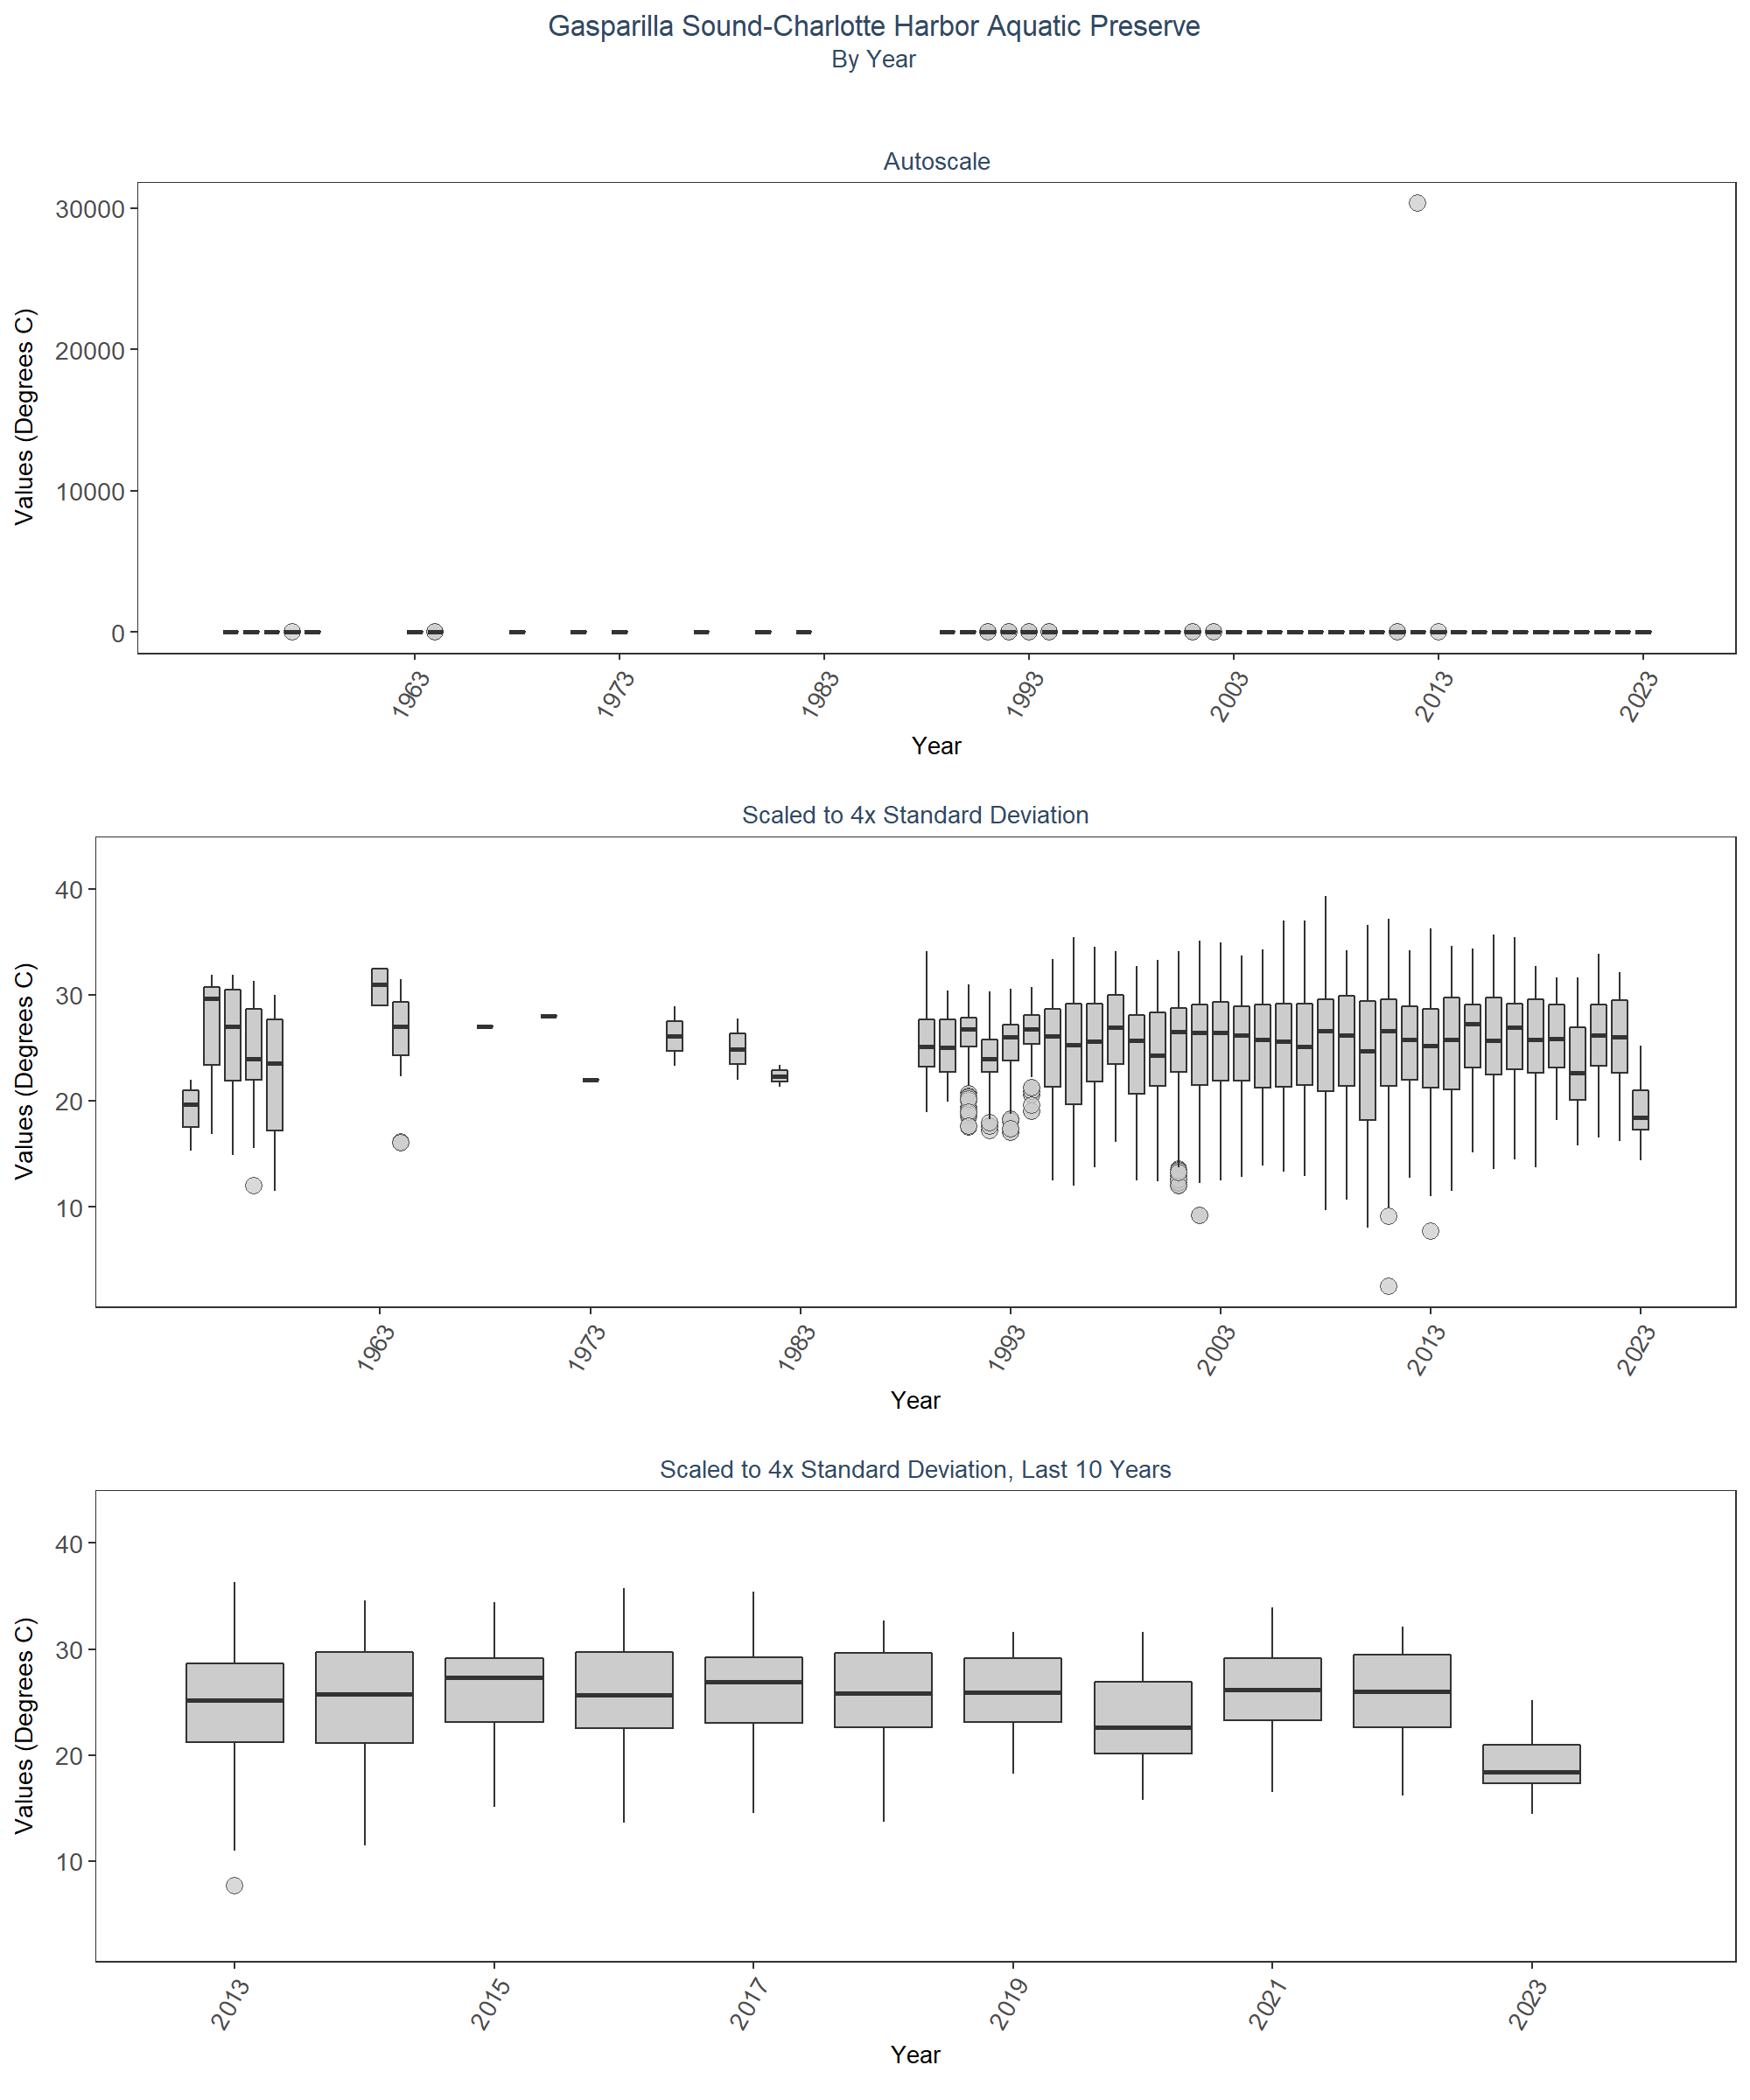 Gasparilla Sound-Charlotte Harbor Aquatic Preserve
By Year
Autoscale
Values (Degrees C)
30000
20000
10000
0
1963
1973
1983
1993
2003
2013
2023
Year
Scaled to 4x Standard Deviation
Values (Degrees C)
40
30
20
10
1963
1973
1983
1993
2003
2013
2023
Year
Scaled to 4x Standard Deviation, Last 10 Years
Values (Degrees C)
40
30
20
10
2013
2015
2017
2019
2021
2023
Year